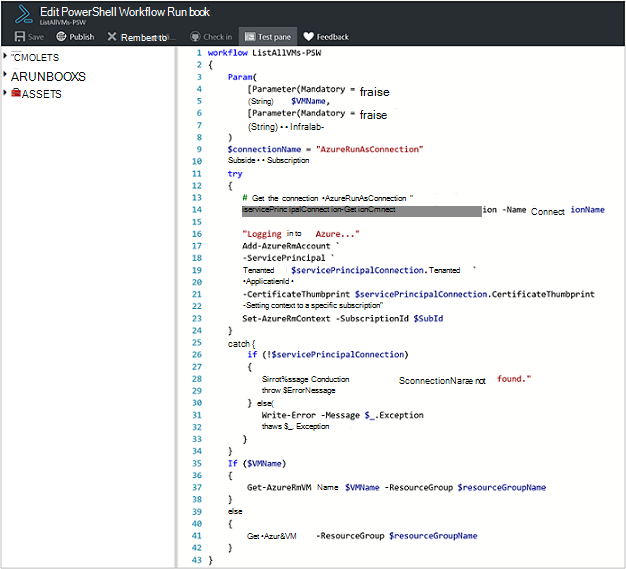 Edit PowerShell Workflow Run book
ListAllVMs-PSW
Save Publish X Rembert to Check in Test pane Feedback
"CMOLETS
ARUNBOOXS
ASSETS
1 workflow ListAllVMs-PSW
2 {
3 Param(
4 [Parameter(Mandatory = fraise
5 (String) $VMName,
6 [Parameter(Mandatory = fraise
7 (String) • • Infralab-
8 )
9 $connectionName = "AzureRunAsConnection"
10 Subside • • Subscription
11 try
12 {
13 # Get the connection •AzureRunAsConnection "
14 ion -Name Connect ionName
15
16 "Logging in to Azure..."
17 Add-AzureRmAccount `
18 -ServicePrincipal `
19 Tenanted $servicePrincipalConnection. Tenanted `
20 •ApplicatienId •
21 -CertificateThumbprint $servicePrincipalConnection.CertificateThumbprint
22 -Setting context to a specific subscription"
23 Set-AzureRmContext -SubscriptionId $SubId
24 }
25 catch {
26 if (!$servicePrincipalConnection)
27 {
28 Sirrot%ssage Conduction SconnectionNarae not found."
29 throw $ErrorNessage
30 } else(
31 Write-Error -Message $_.Exception
32 thaws $_. Exception
33 }
34 }
35 If ($VMName)
36 {
37 Get-AzureRmVM Name $VMName -ResourceGroup $resourceGroupName
38 }
39 else
40 {
41 Get •Azur&VM -ResourceGroup $resourceGroupName
42 }
43 }